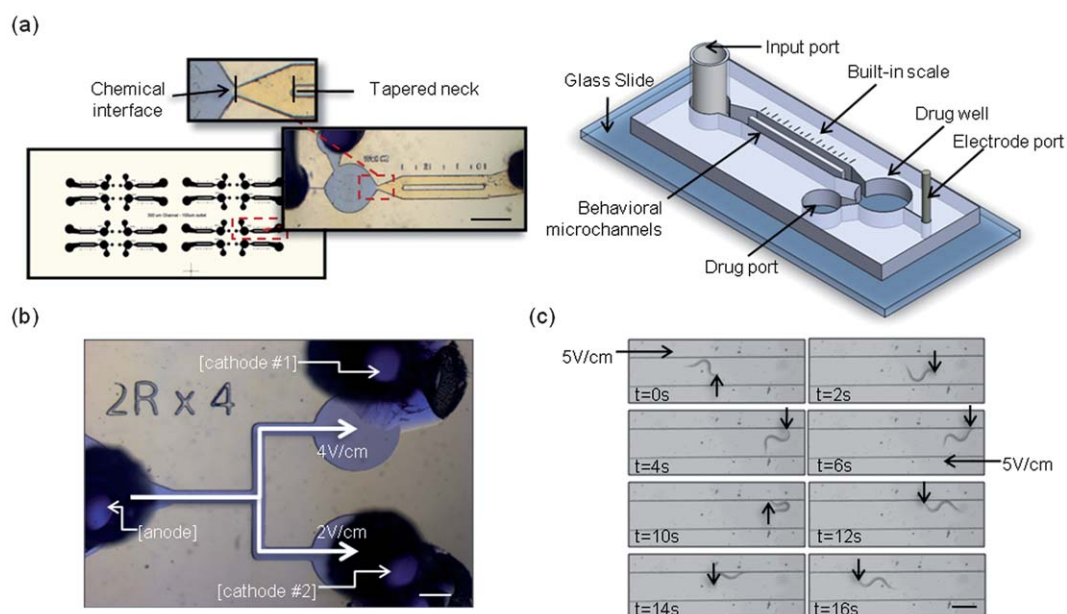 (a)
Chemical
interface
Tapered neck
Input port
Glass Slide
Built-in scale
Drug well
Electrode port
Behavioral
microchannels
Drug port
(b)
[cathode #1]
2R x 4
4V/cm
[anode]
2V/cm
[cathode #2]
(c)
5V/cm
t=0s
t=2s
t=4s
t=6s
5V/cm
t=10s
t=12s
t=14s
t=16s